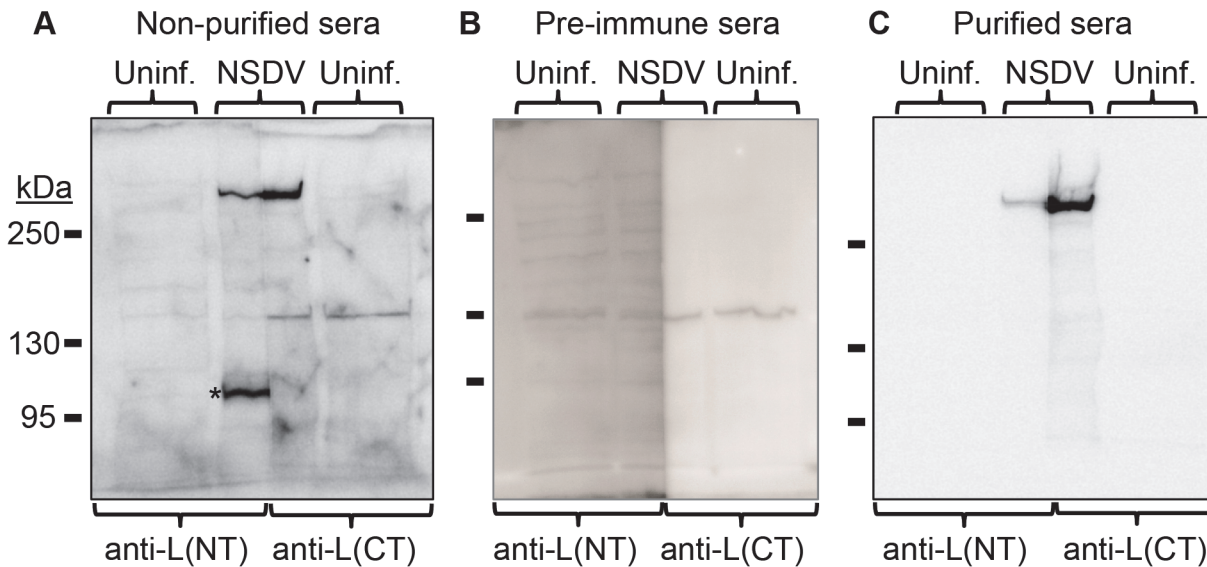 A Non-purified sera
B Pre-immune sera
C Purified sera
Uninf. NSDV Uninf.
Uninf. NSDV Uninf.
Uninf. NSDV Uninf.
kDa
250
130
*
95
anti-L(NT) anti-L(CT)
anti-L(NT) anti-L(CT)
anti-L(NT) anti-L(CT)